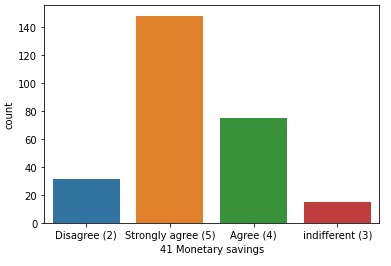 140
120
100
80
60
40
20
0
count
Disagree (2) Strongly agree (5) Agree (4) indifferent (3)
41 Monetary savings